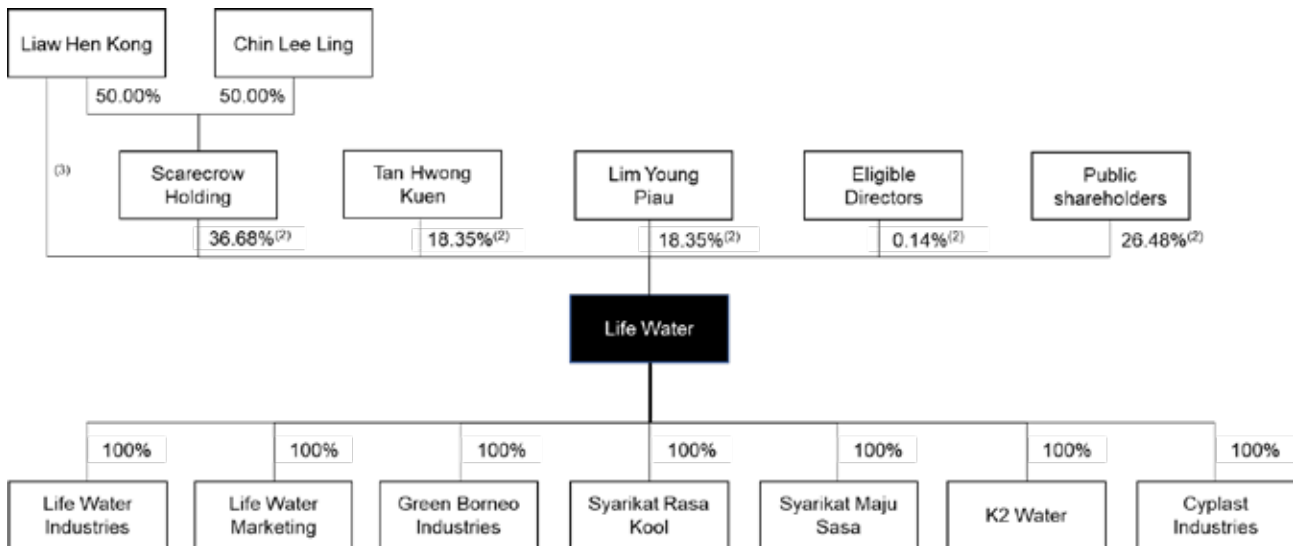 Liaw Hen Kong
Chin Lee Ling
50.00%
50.00%
(3)
Scarecrow
Holding
Tan Hwong
Kuen
Lim Young
Piau
Eligible
Directors
Public
shareholders
36.68%(2)
18.35%(2)
18.35%(2)
0.14%(2)
26.48%(2)
Life Water
100%
100%
100%
100%
100%
100%
100%
Life Water
Industries
Life Water
Marketing
Green Borneo
Industries
Syarikat Rasa
Kool
Syarikat Maju
Sasa
K2 Water
Cyplast
Industries